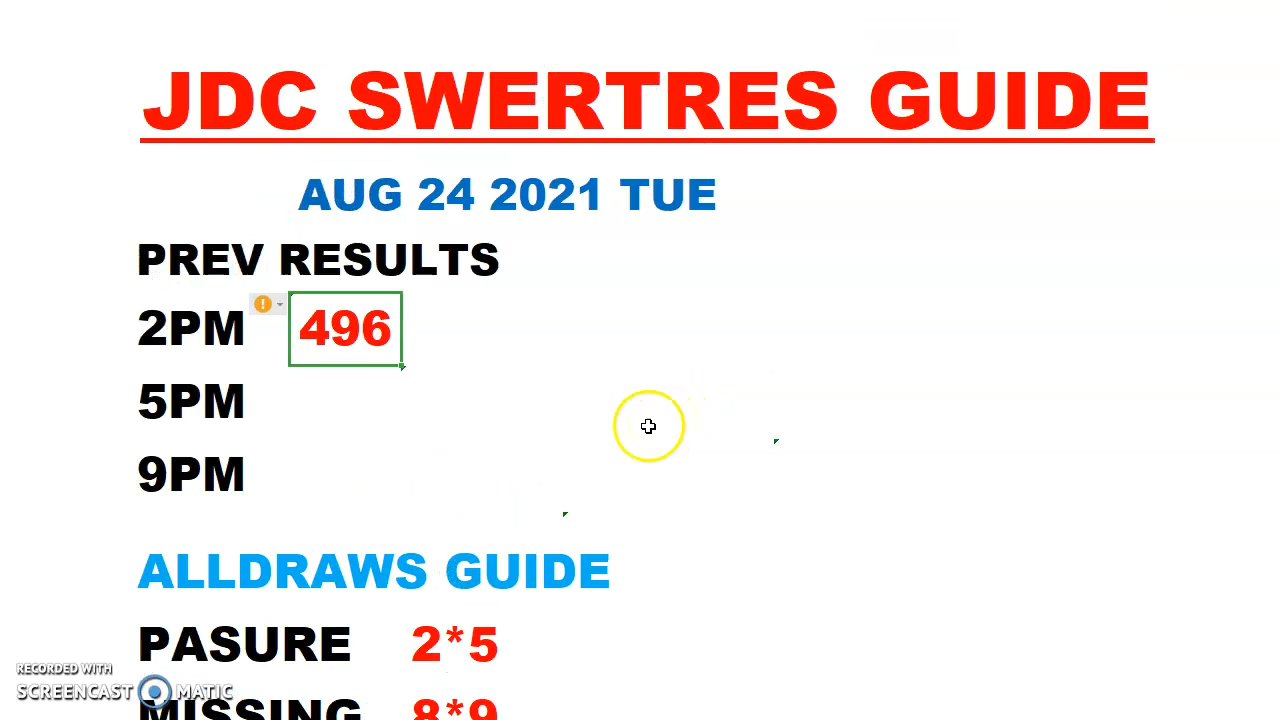 JDC SWERTRES GUIDE
AUG 24 2021 TUE
PREV RESULTS
2PM 496
5PM
9PM
ALLDRAWS GUIDE
PASURE 2*5
MISSING 8*9
RECORDED WITH
SCREENCAST MATIC